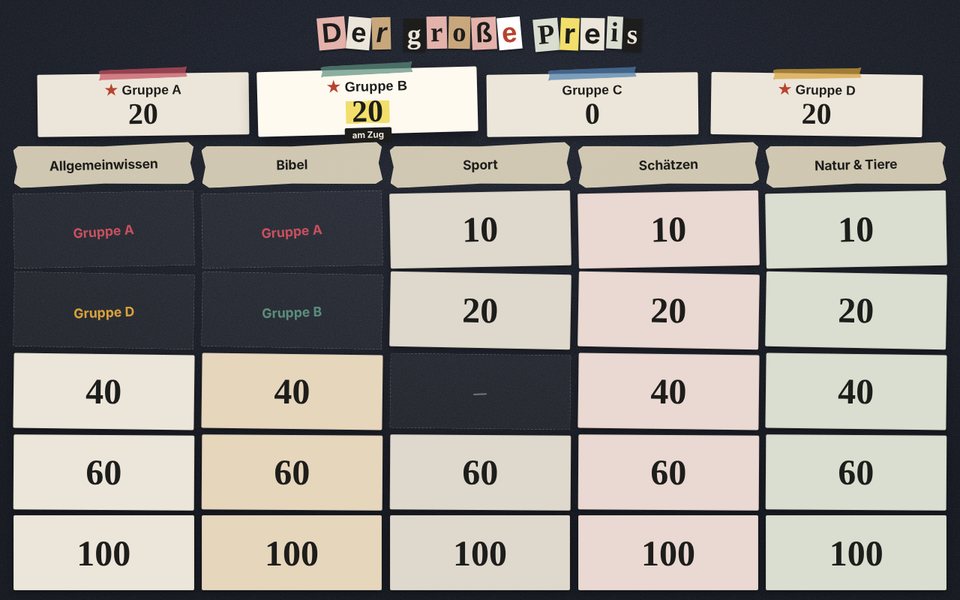 Der große Preis
★ Gruppe A
20
★ Gruppe B
20
am Zug
Gruppe C
0
★ Gruppe D
20
Allgemeinwissen Bibel Sport Schätzen Natur & Tiere
Gruppe A Gruppe A 10 10 10
Gruppe D Gruppe B 20 20 20
40 40 — 40 40
60 60 60 60 60
100 100 100 100 100